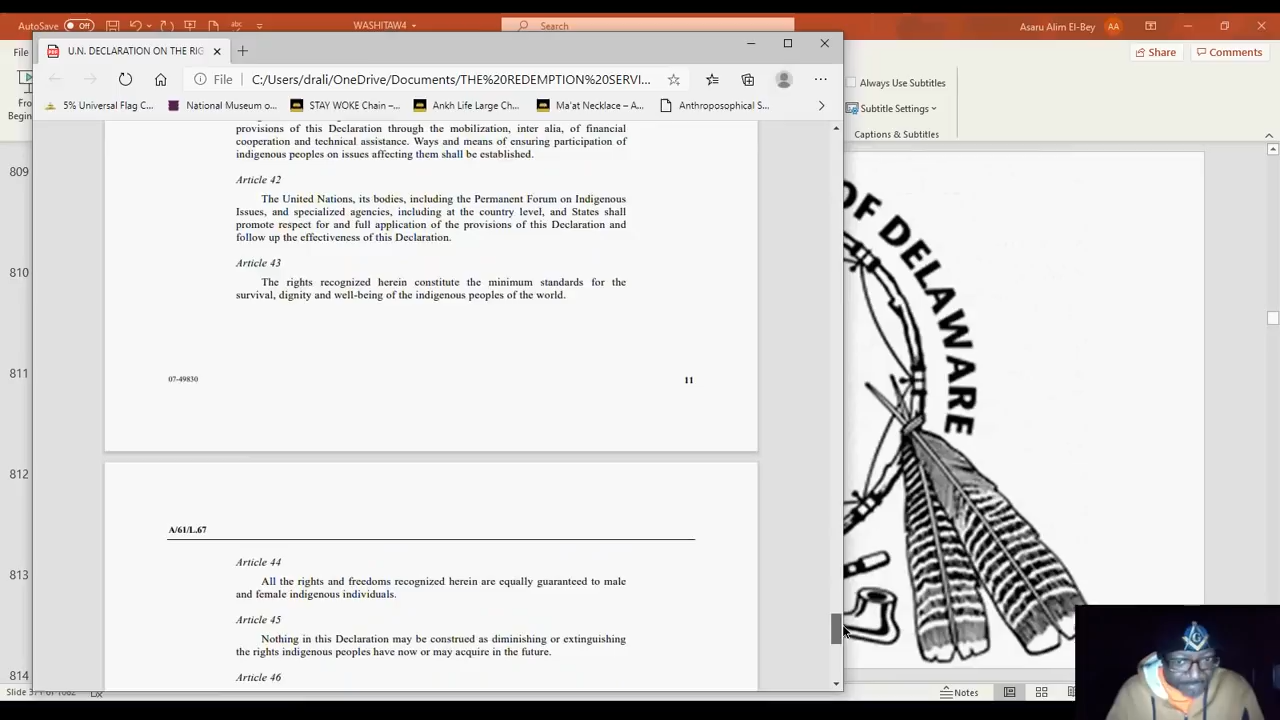 AutoSave Off
WASHITAW4
Search
Asaru Alim El-Bey AA
File
Share
Comments
U.N. DECLARATION ON THE RIG
File C:/Users/drali/OneDrive/Documents/THE%20REDEMPTION%20SERVI...
5% Universal Flag C...
National Museum o...
STAY WOKE Chain –...
Ankh Life Large Ch...
Ma'at Necklace – A...
Anthroposophical S...
Always Use Subtitles
Subtitle Settings
Captions & Subtitles
Fro
Begin
provisions of this Declaration through the mobilization, inter alia, of financial
cooperation and technical assistance. Ways and means of ensuring participation of
indigenous peoples on issues affecting them shall be established.
Article 42
The United Nations, its bodies, including the Permanent Forum on Indigenous
Issues, and specialized agencies, including at the country level, and States shall
promote respect for and full application of the provisions of this Declaration and
follow up the effectiveness of this Declaration.
Article 43
The rights recognized herein constitute the minimum standards for the
survival, dignity and well-being of the indigenous peoples of the world.
07-49830
11
A/61/L.67
Article 44
All the rights and freedoms recognized herein are equally guaranteed to male
and female indigenous individuals.
Article 45
Nothing in this Declaration may be construed as diminishing or extinguishing
the rights indigenous peoples have now or may acquire in the future.
Article 46
809
810
811
812
813
814
OF DELAWARE
G
Notes